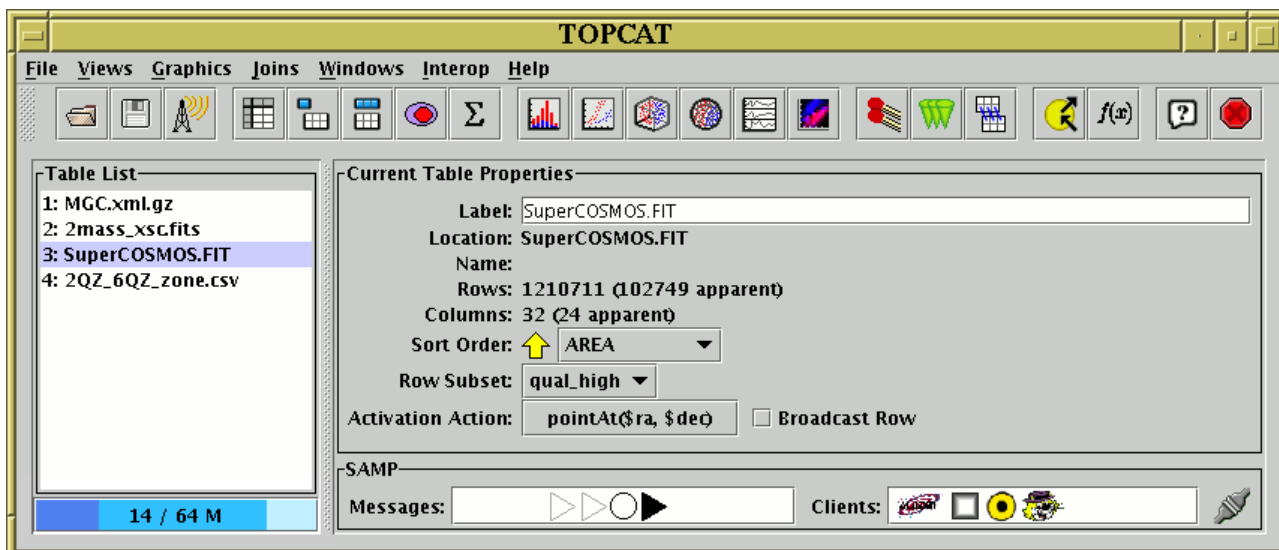 TOPCAT
File Views Graphics Joins Windows Interop Help
Σ f(x) ?
Table List
1: MGC.xml.gz
2: 2mass_xsc.fits
3: SuperCOSMOS.FIT
4: 2QZ_6QZ_zone.csv
14 / 64 M
Current Table Properties
Label: SuperCOSMOS.FIT
Location: SuperCOSMOS.FIT
Name:
Rows: 1210711 (102749 apparent)
Columns: 32 (24 apparent)
Sort Order: AREA
Row Subset: qual_high
Activation Action: pointAt($ra, $dec) Broadcast Row
SAMP
Messages: Clients: